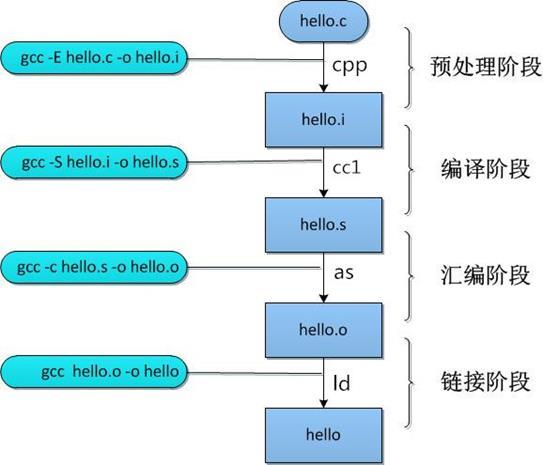 hello.c
gcc -E hello.c -o hello.i
cpp
预处理阶段
hello.i
gcc -S hello.i -o hello.s
cc1
编译阶段
hello.s
gcc -c hello.s -o hello.o
as
汇编阶段
hello.o
gcc hello.o -o hello
ld
链接阶段
hello